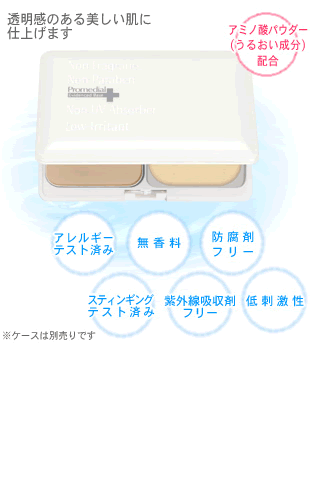 透明感のある美しい肌に
仕上げます
アミノ酸パウダー
(うるおい成分)
配合
Promedial
アレルギー
テスト済み
無香料
防腐剤
フリー
スティンギング
テスト済み
紫外線吸収剤
フリー
低刺激性
※ケースは別売りです